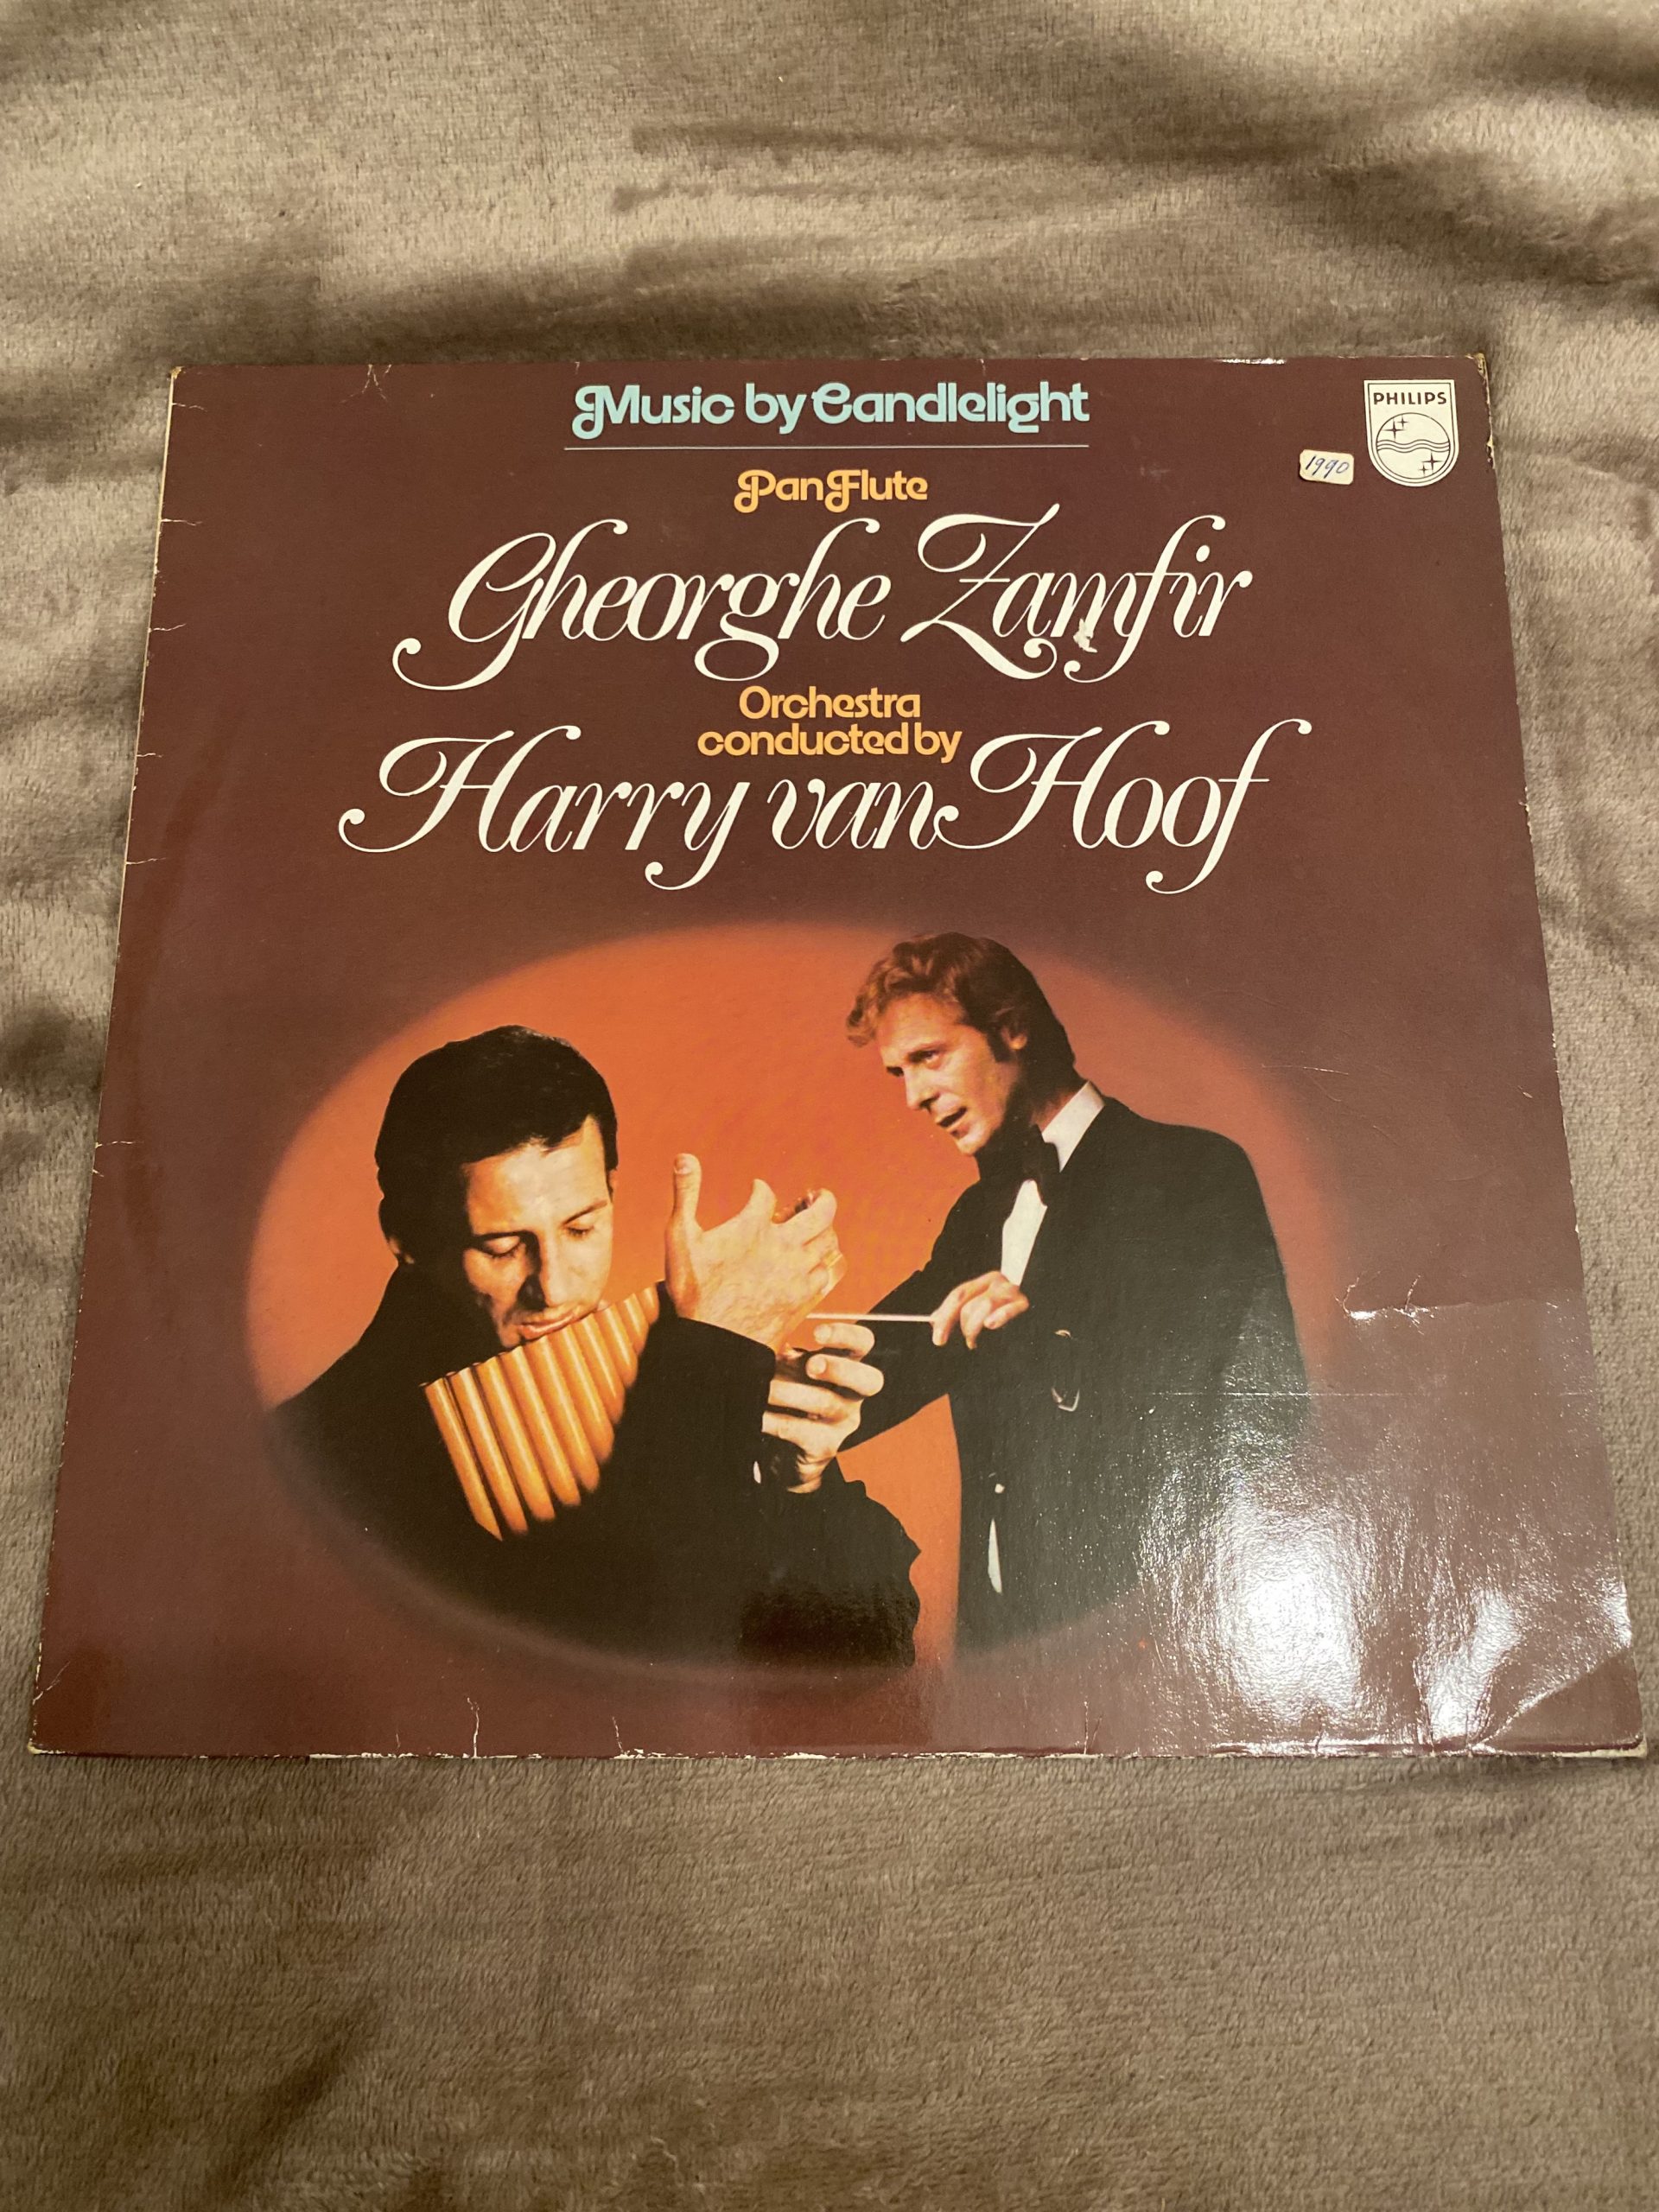 Music by Candlelight
PHILIPS
1990
Pan Flute
Gheorghe Zamfir
Orchestra
conducted by
Harry van Hoof